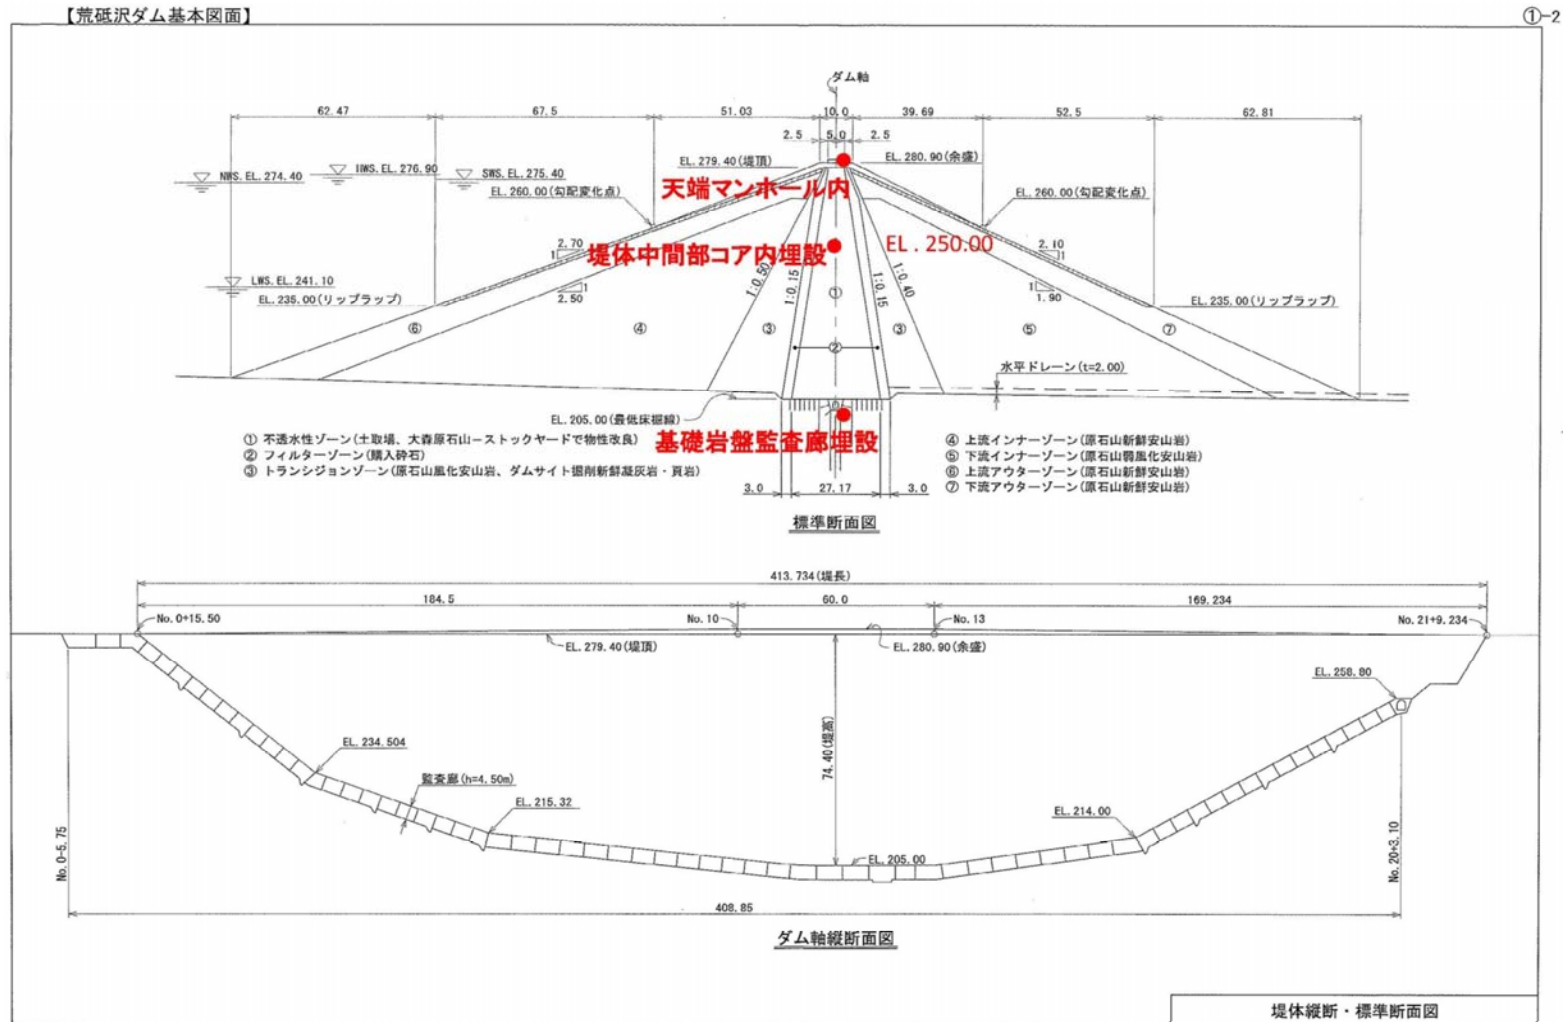 【荒砥沢ダム基本図面】
①-2
ダム軸
62.47
67.5
51.03
10.0
39.69
52.5
62.81
2.5
5.0
2.5
EL.279.40(堤頂)
EL.280.90(余盛)
NWS.EL.274.40
HWS.EL.276.90
SWS.EL.275.40
EL.260.00(勾配変化点)
天端マンホール内
EL.260.00(勾配変化点)
2.70
1
堤体中間部コア内埋設
EL.250.00
2.10
1
LWS.EL.241.10
1
2.50
1:0.50
1:0.15
①
1:0.15
1:0.40
1
1.90
EL.235.00(リップラップ)
EL.235.00(リップラップ)
⑥
④
③
②
③
⑤
⑦
水平ドレーン(t=2.00)
EL.205.00(最低床掘線)
基礎岩盤監査廊埋設
① 不透水性ゾーン(土取場、大森原石山ーストックヤードで物性改良)
② フィルターゾーン(購入砕石)
③ トランジションゾーン(原石山風化安山岩、ダムサイト掘削新鮮凝灰岩・頁岩)
④ 上流インナーゾーン(原石山新鮮安山岩)
⑤ 下流インナーゾーン(原石山弱風化安山岩)
⑥ 上流アウターゾーン(原石山新鮮安山岩)
⑦ 下流アウターゾーン(原石山新鮮安山岩)
3.0
27.17
3.0
標準断面図
413.734(堤長)
184.5
60.0
169.234
No.0+15.50
No.10
No.13
No.21+9.234
EL.279.40(堤頂)
EL.280.90(余盛)
EL.258.80
74.40(堤高)
EL.234.504
監査廊(h=4.50m)
EL.215.32
EL.214.00
EL.205.00
No.0-5.75
No.20+3.10
408.85
ダム軸縦断面図
堤体縦断・標準断面図